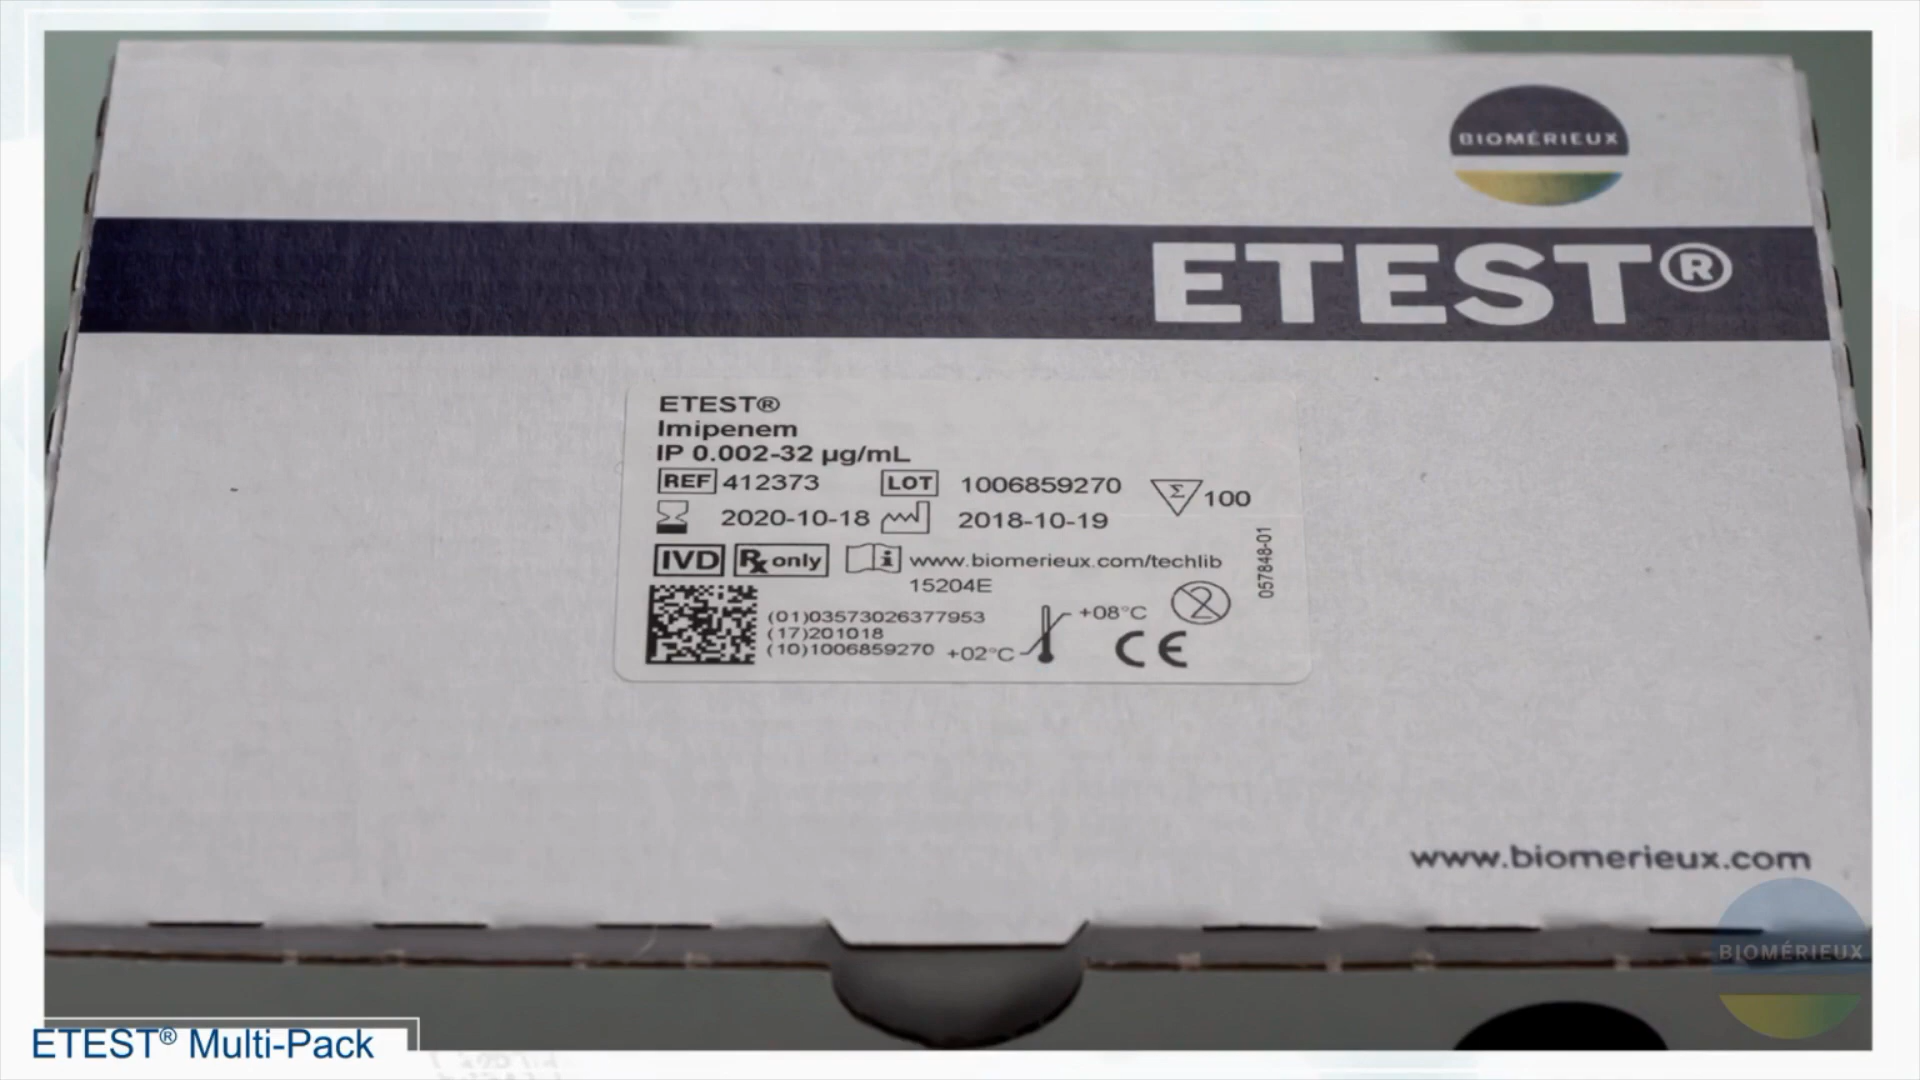 BIOMÉRIEUX
ETEST®
ETEST®
Imipenem
IP 0.002-32 µg/mL
REF 412373 LOT 1006859270 Σ 100
2020-10-18 2018-10-19
IVD Rx only i www.biomerieux.com/techlib
15204E
057848-01
(01)03573026377953
(17)201018
(10)1006859270
+02°C
+08°C
2
CE
www.biomerieux.com
BIOMÉRIEUX
ETEST® Multi-Pack